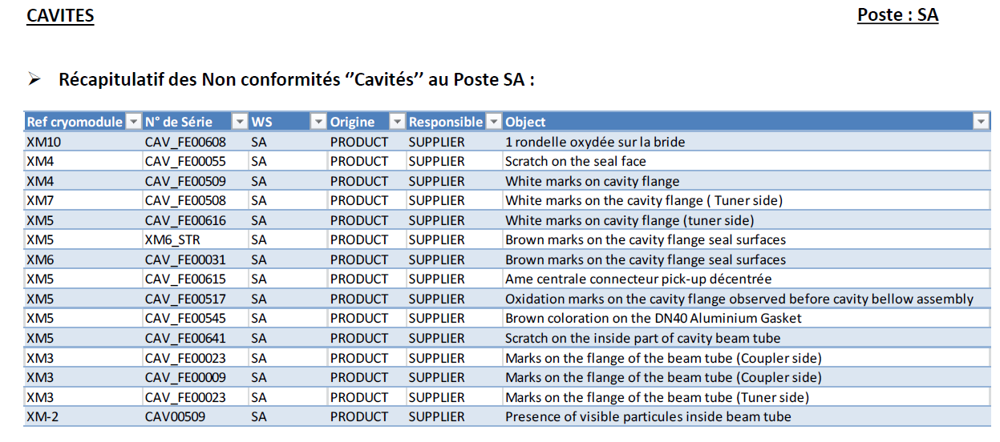 CAVITES Poste : SA
➢ Récapitulatif des Non conformités ‘’Cavités’’ au Poste SA :
Ref cryomodule N° de Série WS Origine Responsible Object
XM10 CAV_FE00608 SA PRODUCT SUPPLIER 1 rondelle oxydée sur la bride
XM4 CAV_FE00055 SA PRODUCT SUPPLIER Scratch on the seal face
XM4 CAV_FE00509 SA PRODUCT SUPPLIER White marks on cavity flange
XM7 CAV_FE00508 SA PRODUCT SUPPLIER White marks on the cavity flange ( Tuner side)
XM5 CAV_FE00616 SA PRODUCT SUPPLIER White marks on cavity flange (tuner side)
XM5 XM6_STR SA PRODUCT SUPPLIER Brown marks on the cavity flange seal surfaces
XM6 CAV_FE00031 SA PRODUCT SUPPLIER Brown marks on the cavity flange seal surfaces
XM5 CAV_FE00615 SA PRODUCT SUPPLIER Ame centrale connecteur pick-up décentrée
XM5 CAV_FE00517 SA PRODUCT SUPPLIER Oxidation marks on the cavity flange observed before cavity bellow assembly
XM5 CAV_FE00545 SA PRODUCT SUPPLIER Brown coloration on the DN40 Aluminium Gasket
XM5 CAV_FE00641 SA PRODUCT SUPPLIER Scratch on the inside part of cavity beam tube
XM3 CAV_FE00023 SA PRODUCT SUPPLIER Marks on the flange of the beam tube (Coupler side)
XM3 CAV_FE00009 SA PRODUCT SUPPLIER Marks on the flange of the beam tube (Coupler side)
XM3 CAV_FE00023 SA PRODUCT SUPPLIER Marks on the flange of the beam tube (Tuner side)
XM-2 CAV00509 SA PRODUCT SUPPLIER Presence of visible particules inside beam tube